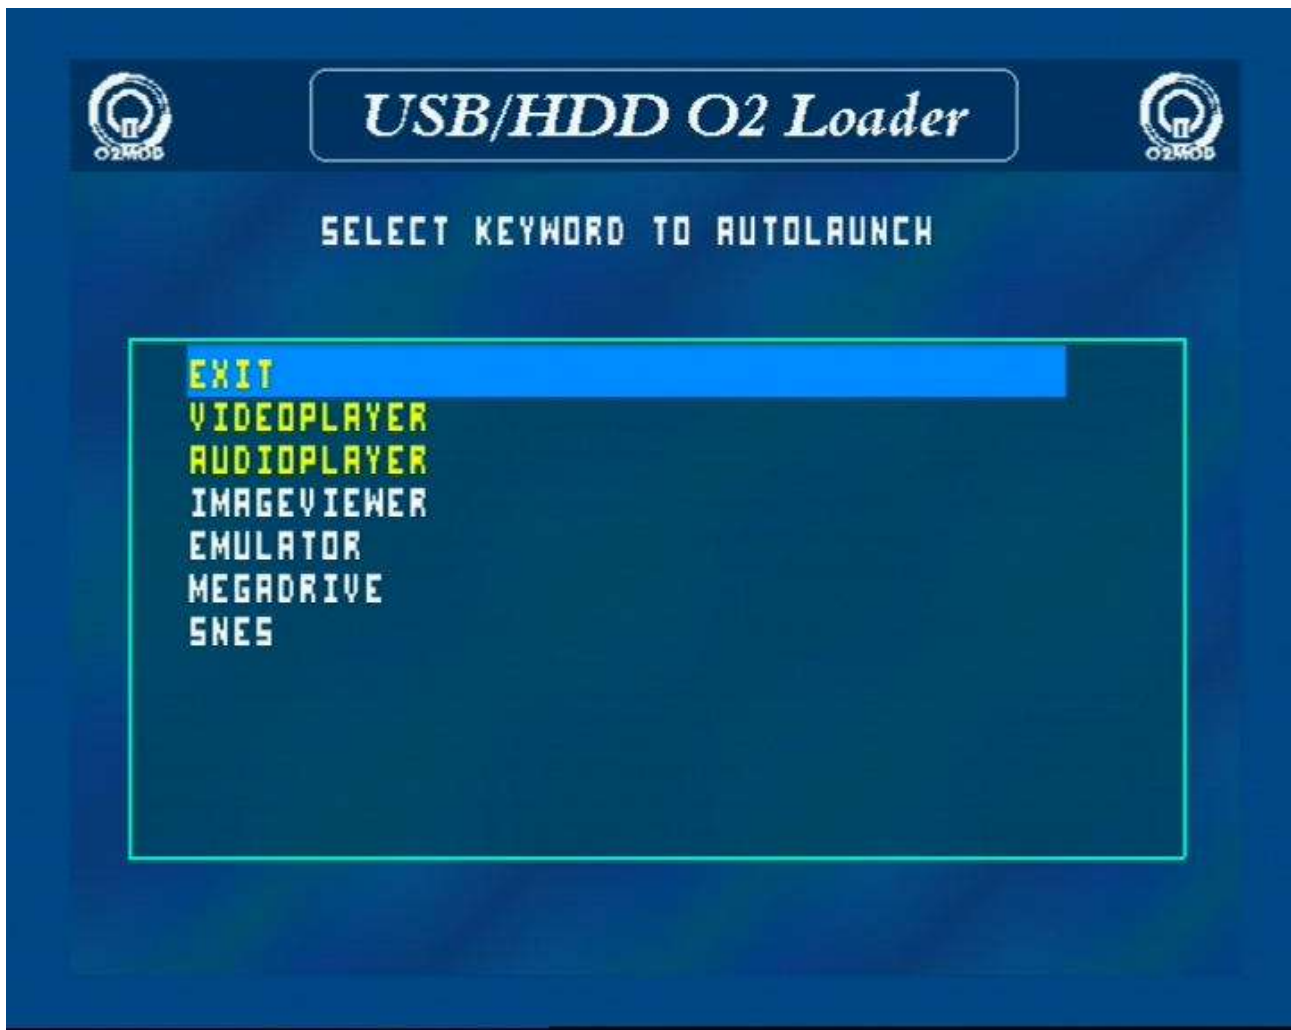 USB/HDD O2 Loader
O2MOD
O2MOD
SELECT KEYWORD TO AUTOLAUNCH
EXIT
VIDEOPLAYER
AUDIOPLAYER
IMAGEVIEWER
EMULATOR
MEGADRIVE
SNES